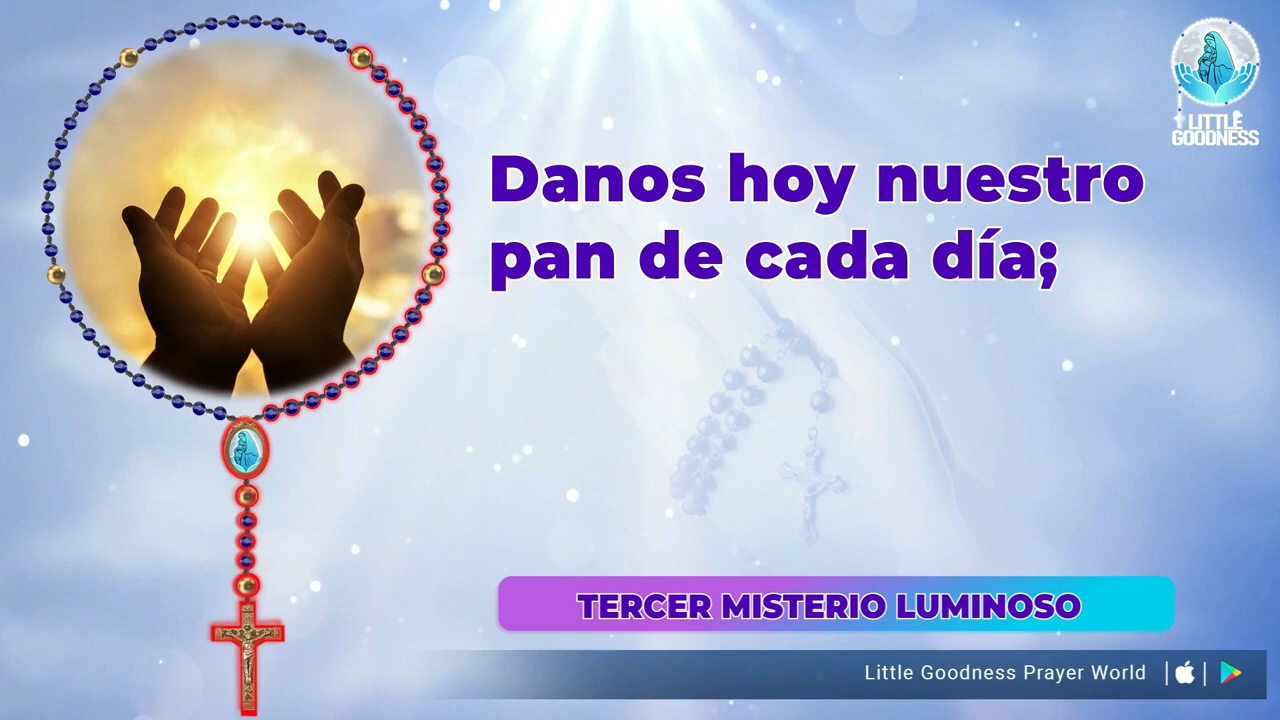 LITTLE
GOODNESS
Danos hoy nuestro
pan de cada día;
TERCER MISTERIO LUMINOSO
Little Goodness Prayer World